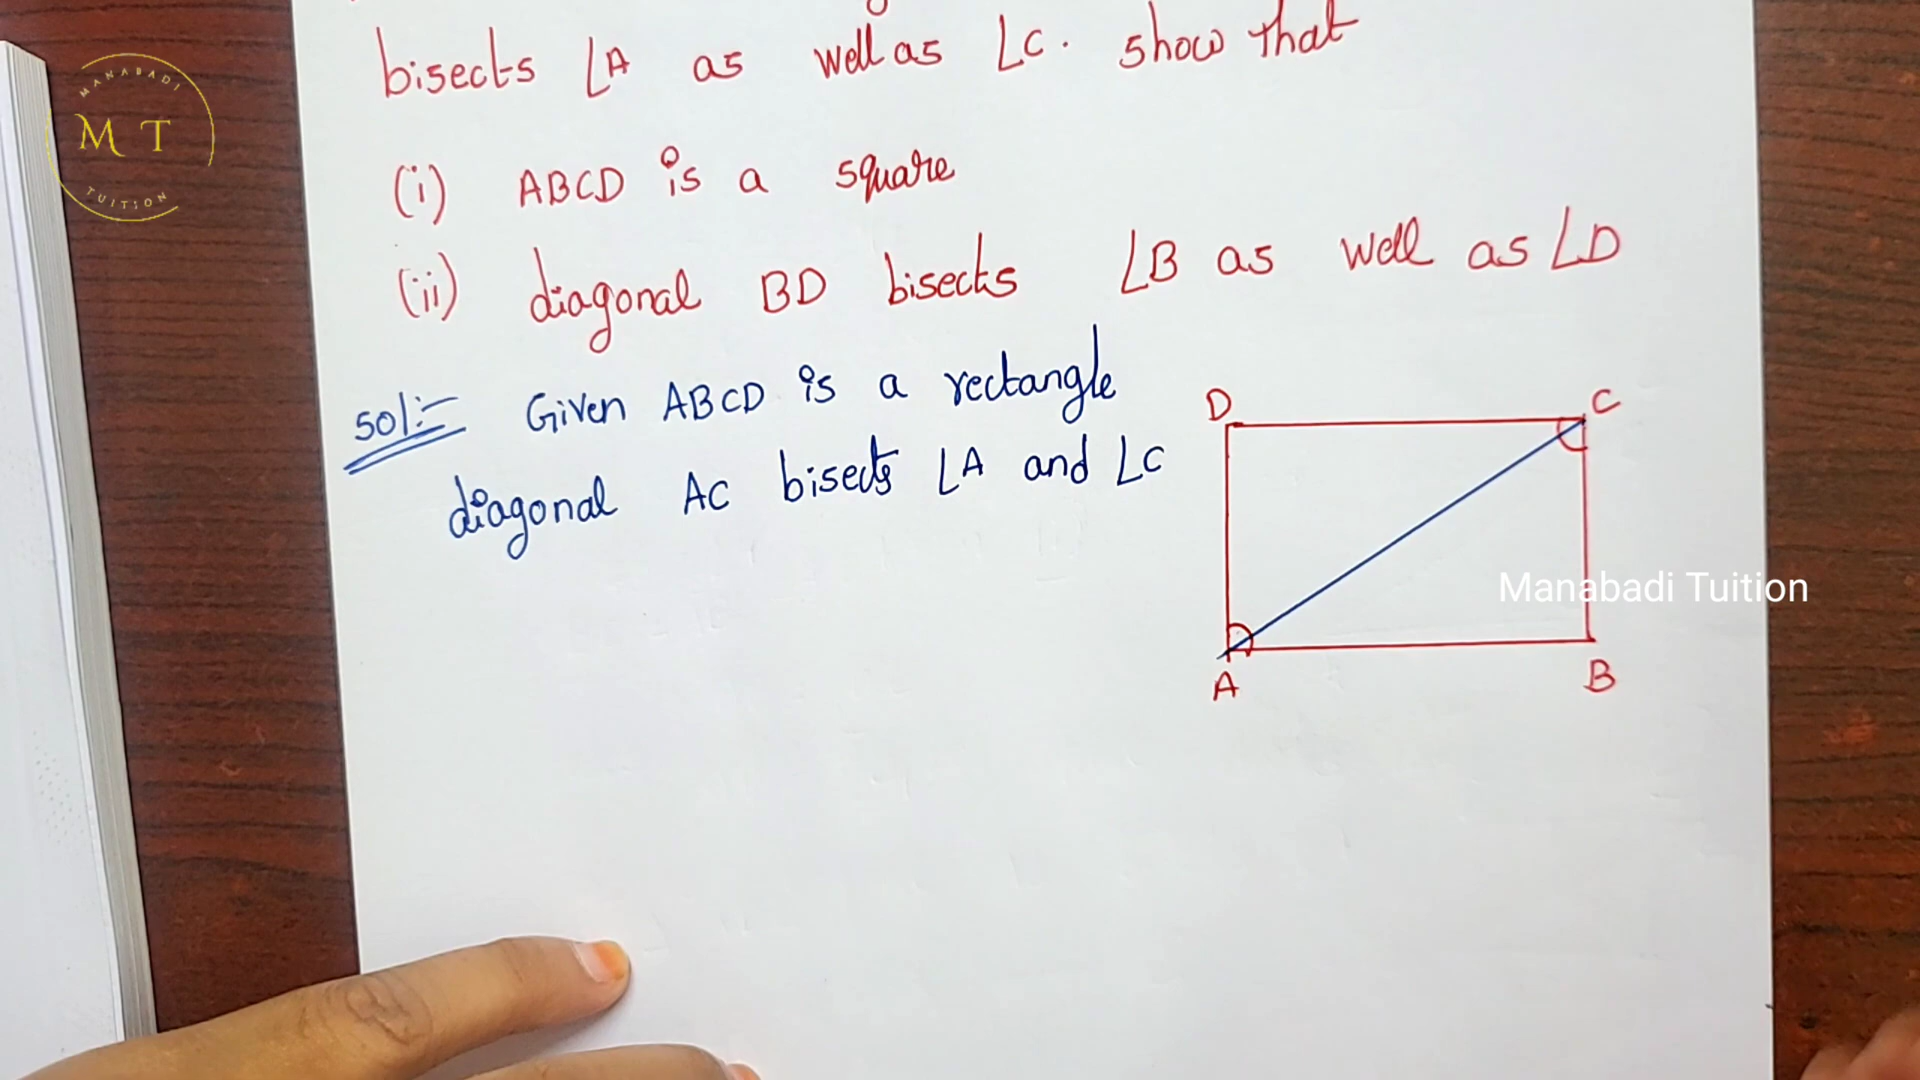 bisects ∠A as well as ∠C. show that
MANABADI
M T
TUITION
(i) ABCD is a square
(ii) diagonal BD bisects ∠B as well as ∠D
Sol:- Given ABCD is a rectangle
diagonal AC bisects ∠A and ∠C
D C
Manabadi Tuition
A B